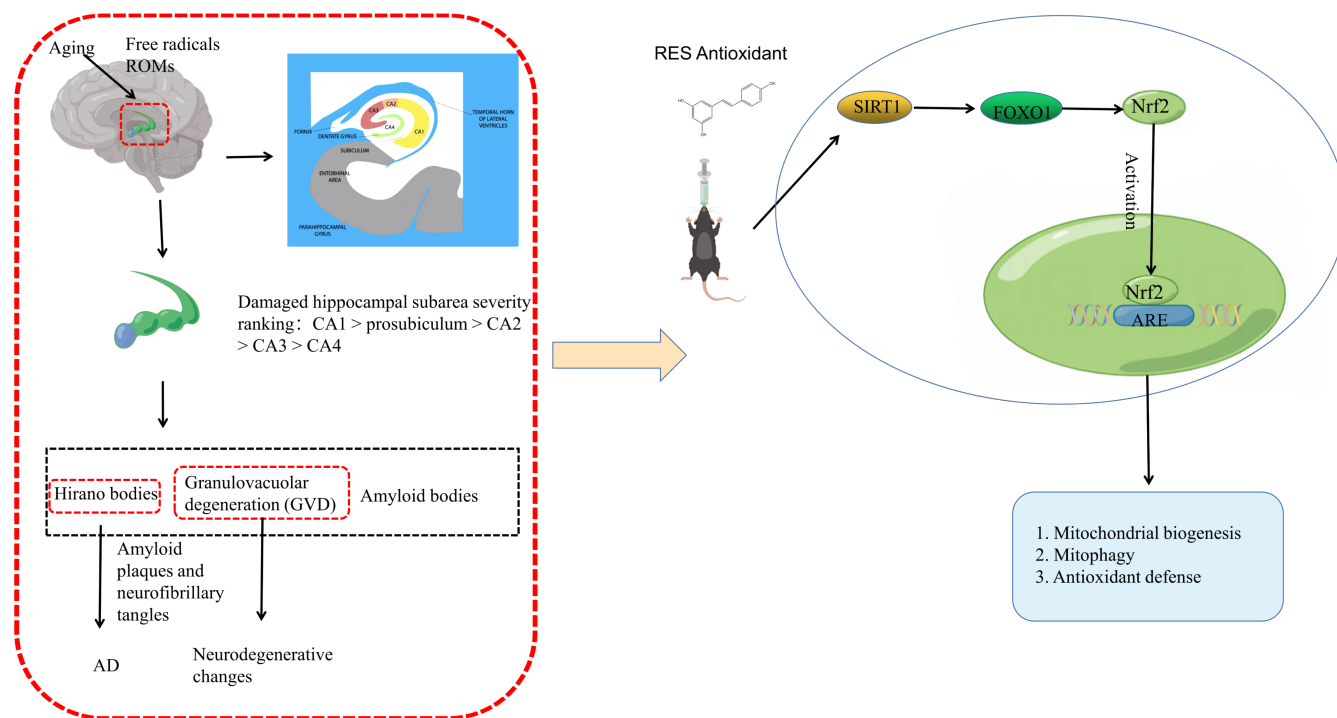 Aging
Free radicals
ROMs
CA2
CA3
CA1
CA4
TEMPORAL HORN
OF LATERAL
VENTRICLES
FORNIX
DENTATE GYRUS
SUBICULUM
ENTORHINAL
AREA
PARAHIPPOCAMPAL
GYRUS
Damaged hippocampal subarea severity
ranking： CA1 > prosubiculum > CA2
> CA3 > CA4
Hirano bodies
Granulovacuolar
degeneration (GVD)
Amyloid bodies
Amyloid
plaques and
neurofibrillary
tangles
AD
Neurodegenerative
changes
RES Antioxidant
OH
HO
OH
SIRT1
FOXO1
Nrf2
Activation
Nrf2
ARE
1. Mitochondrial biogenesis
2. Mitophagy
3. Antioxidant defense